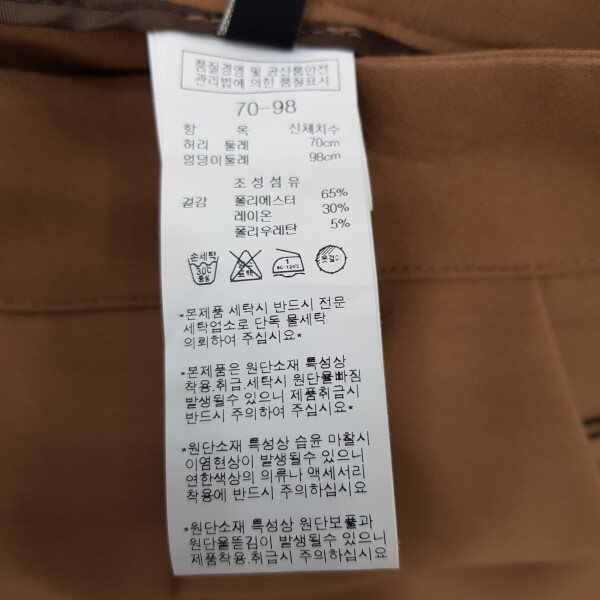 품질경영 및 공산품안전
관리법에 의한 품질표시
70-98
항 목 신체치수
허리 둘레 70cm
엉덩이둘레 98cm
조성섬유
겉감 폴리에스터 65%
레이온 30%
폴리우레탄 5%
손세탁
30℃
중성
옷걸이
*본제품 세탁시 반드시 전문
세탁업소로 단독 물세탁
의뢰하여 주십시요*
*본제품은 원단소재 특성상
착용.취급.세탁시 원단물빠짐
발생될수 있으니 제품취급시
반드시 주의하여 주십시요*
*원단소재 특성상 습윤 마찰시
이염현상이 발생될수 있으니
연한색상의 의류나 액세서리
착용에 반드시 주의하십시요
*원단소재 특성상 원단보풀과
원단올뜯김이 발생될수 있으니
제품착용.취급시 주의하십시요